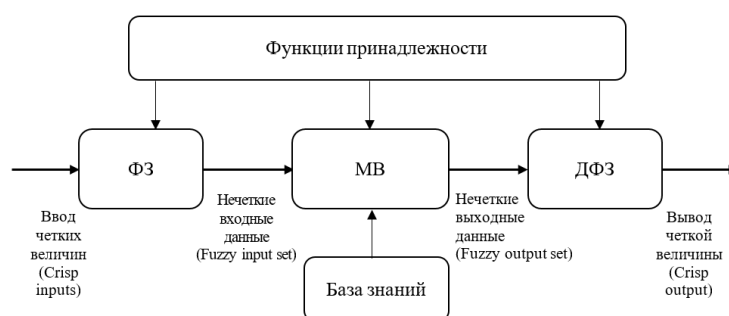 Функции принадлежности
ФЗ
МВ
ДФЗ
Ввод
четких
величин
(Crisp
inputs)
Нечеткие
входные
данные
(Fuzzy input set)
Нечеткие
выходные
данные
(Fuzzy output set)
Вывод
четкой
величины
(Crisp
output)
База знаний